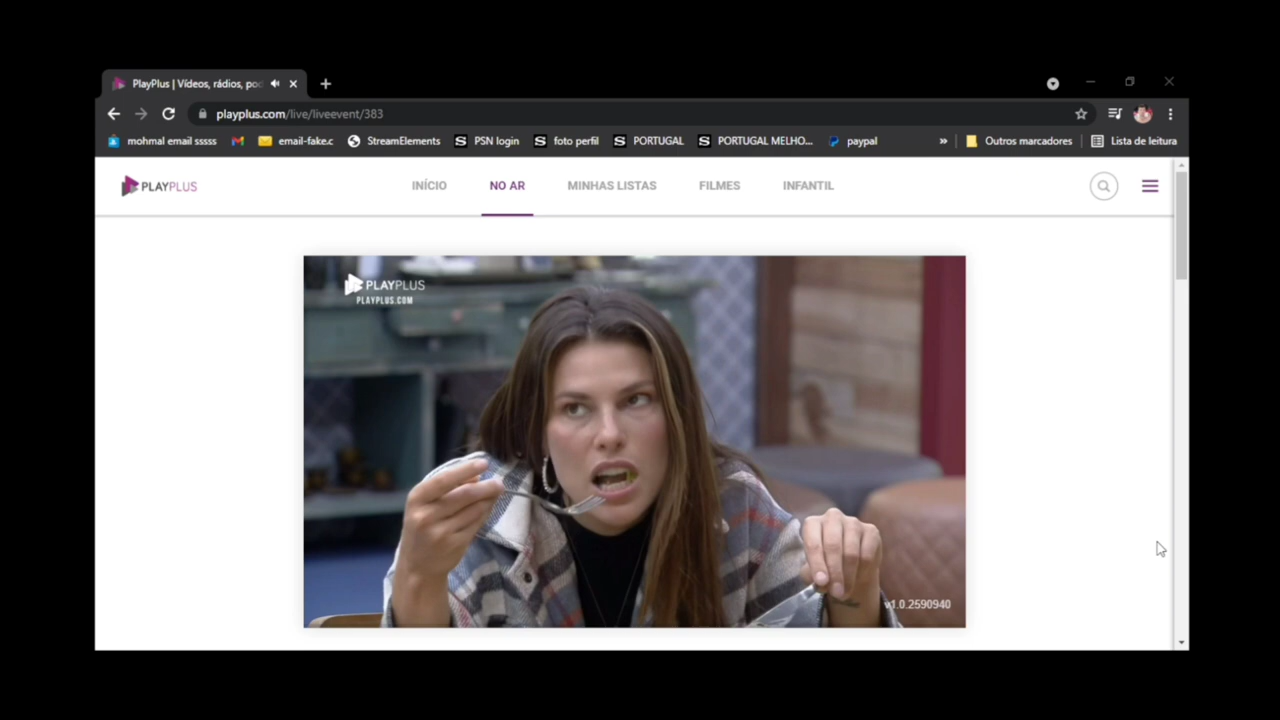 PlayPlus | Vídeos, rádios, poc
playplus.com/live/liveevent/383
mohmal email sssss
email-fake.c
StreamElements
PSN login
foto perfil
PORTUGAL
PORTUGAL MELHO...
paypal
»
Outros marcadores
Lista de leitura
PLAYPLUS
INÍCIO
NO AR
MINHAS LISTAS
FILMES
INFANTIL
PLAYPLUS
PLAYPLUS.COM
v1.0.2590940